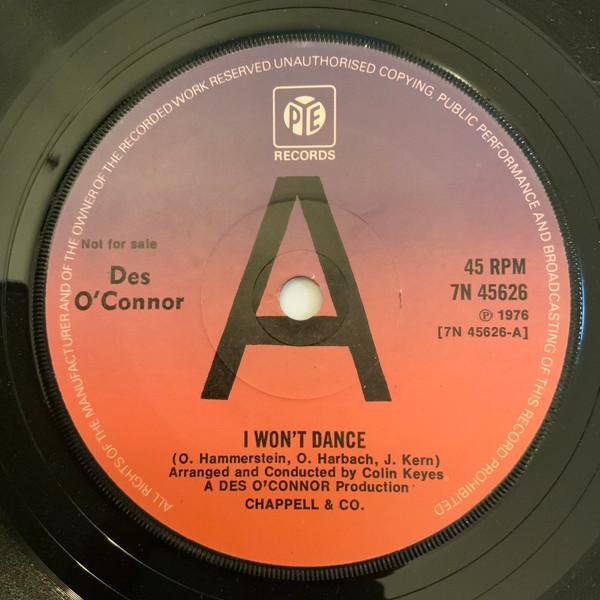 ALL RIGHTS OF THE MANUFACTURER AND OF THE OWNER OF THE RECORDED WORK RESERVED UNAUTHORISED COPYING, PUBLIC PERFORMANCE AND BROADCASTING OF THIS RECORD PROHIBITED
PYE
RECORDS
A
Not for sale
Des
O'Connor
45 RPM
7N 45626
Ⓟ 1976
[7N 45626-A]
I WON'T DANCE
(O. Hammerstein, O. Harbach, J. Kern)
Arranged and Conducted by Colin Keyes
A DES O'CONNOR Production
CHAPPELL & CO.